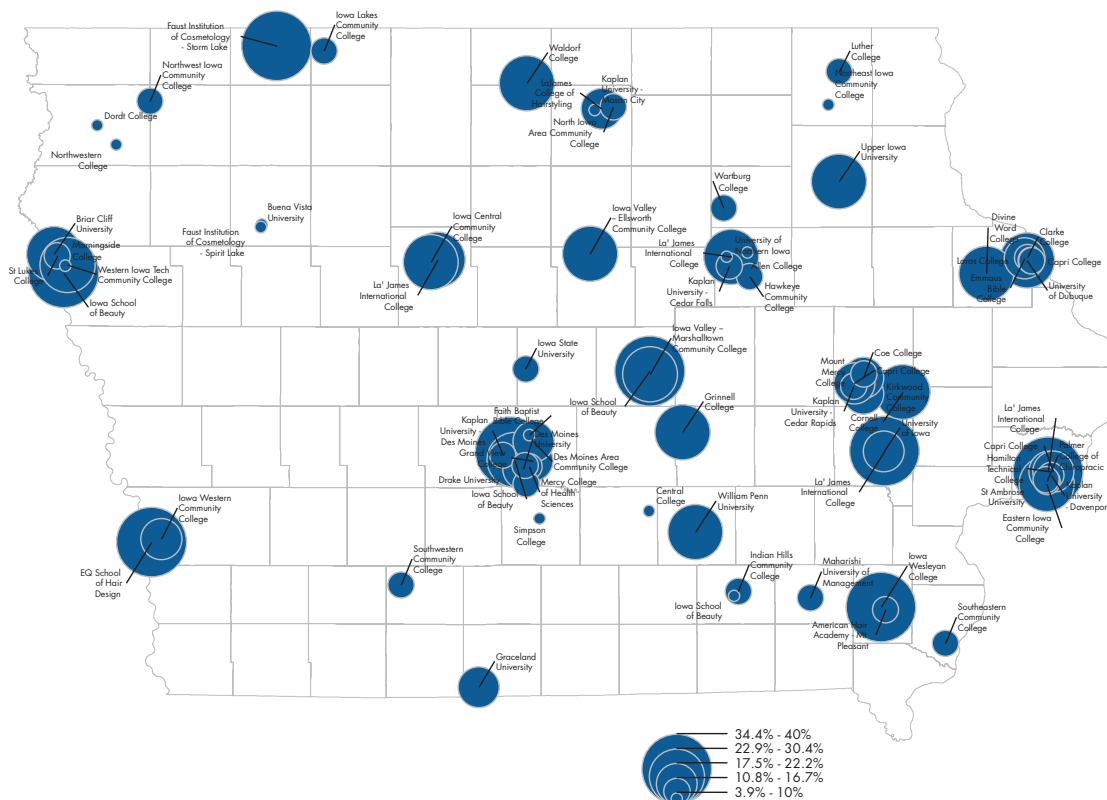 Faust Institution
of Cosmetology
- Storm Lake
Iowa Lakes
Community
College
Northwest Iowa
Community
College
Dordt College
Northwestern
College
Waldorf
College
La'James
College of
Hairstyling
Kaplan
University -
Mason City
North Iowa
Area Community
College
Luther
College
Northeast Iowa
Community
College
Upper Iowa
University
Wartburg
College
Buena Vista
University
Faust Institution
of Cosmetology
- Spirit Lake
Briar Cliff
University
Morningside
College
St Lukes
College
Western Iowa Tech
Community College
Iowa School
of Beauty
Iowa Central
Community
College
La' James
International
College
Iowa Valley
– Ellsworth
Community College
La' James
International
College
University of
Northern Iowa
Allen College
Kaplan
University -
Cedar Falls
Hawkeye
Community
College
Divine
Word
College
Clarke
College
Loras College
Capri College
Emmaus
Bible
College
University
of Dubuque
Iowa State
University
Iowa Valley –
Marshalltown
Community College
Iowa School
of Beauty
Grinnell
College
Mount
Mercy
College
Coe College
Capri College
Kirkwood
Community
College
Kaplan
University -
Cedar Rapids
Cornell
College
University
of Iowa
La' James
International
College
Faith Baptist
Bible College
Kaplan
University -
Des Moines
Des Moines
University
Grand View
College
Des Moines Area
Community College
Drake University
Iowa School
of Beauty
Mercy College
of Health
Sciences
Simpson
College
Central
College
William Penn
University
La' James
International
College
Capri College
Hamilton
Technical
College
Palmer
College of
Chiropractic
St Ambrose
University
Kaplan
University
- Davenport
Eastern Iowa
Community
College
Iowa Western
Community
College
EQ School
of Hair
Design
Southwestern
Community
College
Indian Hills
Community
College
Iowa School
of Beauty
Maharishi
University of
Management
Iowa
Wesleyan
College
American Hair
Academy - Mt
Pleasant
Southeastern
Community
College
Graceland
University
34.4% - 40%
22.9% - 30.4%
17.5% - 22.2%
10.8% - 16.7%
3.9% - 10%